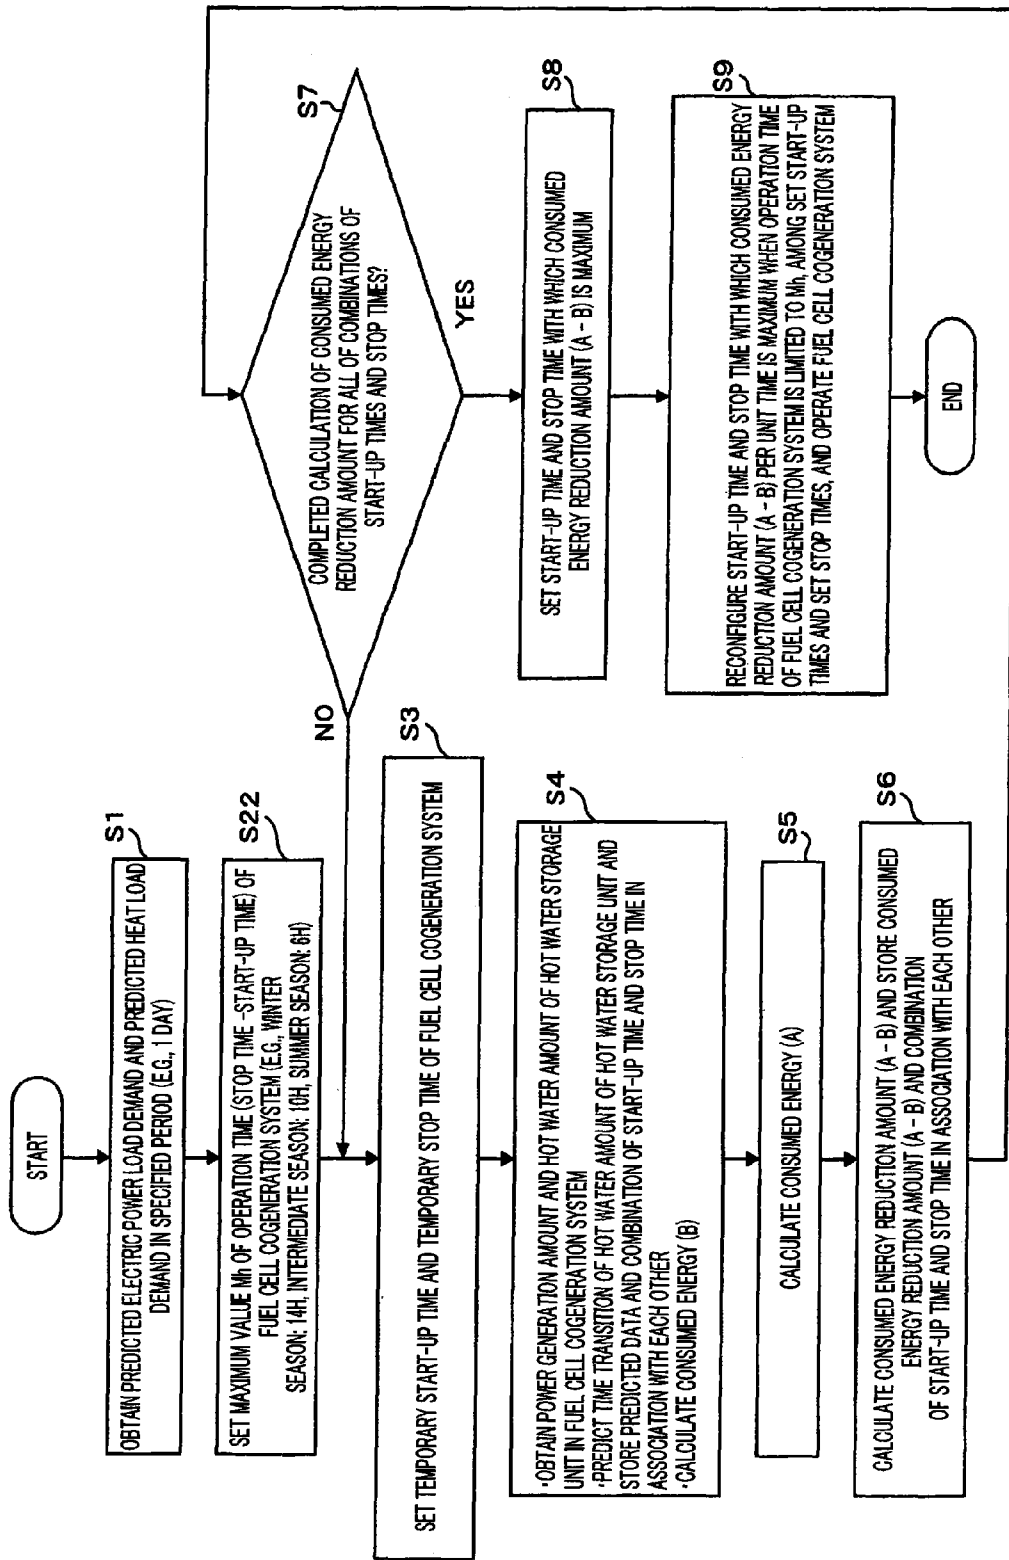 START
S1
OBTAIN PREDICTED ELECTRIC POWER LOAD DEMAND AND PREDICTED HEAT LOAD
DEMAND IN SPECIFIED PERIOD (E.G., 1 DAY)
S22
SET MAXIMUM VALUE Mh OF OPERATION TIME (STOP TIME -START-UP TIME) OF
FUEL CELL COGENERATION SYSTEM (E.G., WINTER
SEASON: 14H, INTERMEDIATE SEASON: 10H, SUMMER SEASON: 6H)
NO
S3
SET TEMPORARY START-UP TIME AND TEMPORARY STOP TIME OF FUEL CELL COGENERATION SYSTEM
S4
・OBTAIN POWER GENERATION AMOUNT AND HOT WATER AMOUNT OF HOT WATER STORAGE
UNIT IN FUEL CELL COGENERATION SYSTEM
・PREDICT TIME TRANSITION OF HOT WATER AMOUNT OF HOT WATER STORAGE UNIT AND
STORE PREDICTED DATA AND COMBINATION OF START-UP TIME AND STOP TIME IN
ASSOCIATION WITH EACH OTHER
・CALCULATE CONSUMED ENERGY (B)
S5
CALCULATE CONSUMED ENERGY (A)
S6
CALCULATE CONSUMED ENERGY REDUCTION AMOUNT (A - B) AND STORE CONSUMED
ENERGY REDUCTION AMOUNT (A - B) AND COMBINATION
OF START-UP TIME AND STOP TIME IN ASSOCIATION WITH EACH OTHER
S7
COMPLETED CALCULATION OF CONSUMED ENERGY
REDUCTION AMOUNT FOR ALL OF COMBINATIONS OF
START-UP TIMES AND STOP TIMES?
YES
S8
SET START-UP TIME AND STOP TIME WITH WHICH CONSUMED
ENERGY REDUCTION AMOUNT (A - B) IS MAXIMUM
S9
RECONFIGURE START-UP TIME AND STOP TIME WITH WHICH CONSUMED ENERGY
REDUCTION AMOUNT (A - B) PER UNIT TIME IS MAXIMUM WHEN OPERATION TIME
OF FUEL CELL COGENERATION SYSTEM IS LIMITED TO Mh, AMONG SET START-UP
TIMES AND SET STOP TIMES, AND OPERATE FUEL CELL COGENERATION SYSTEM
END